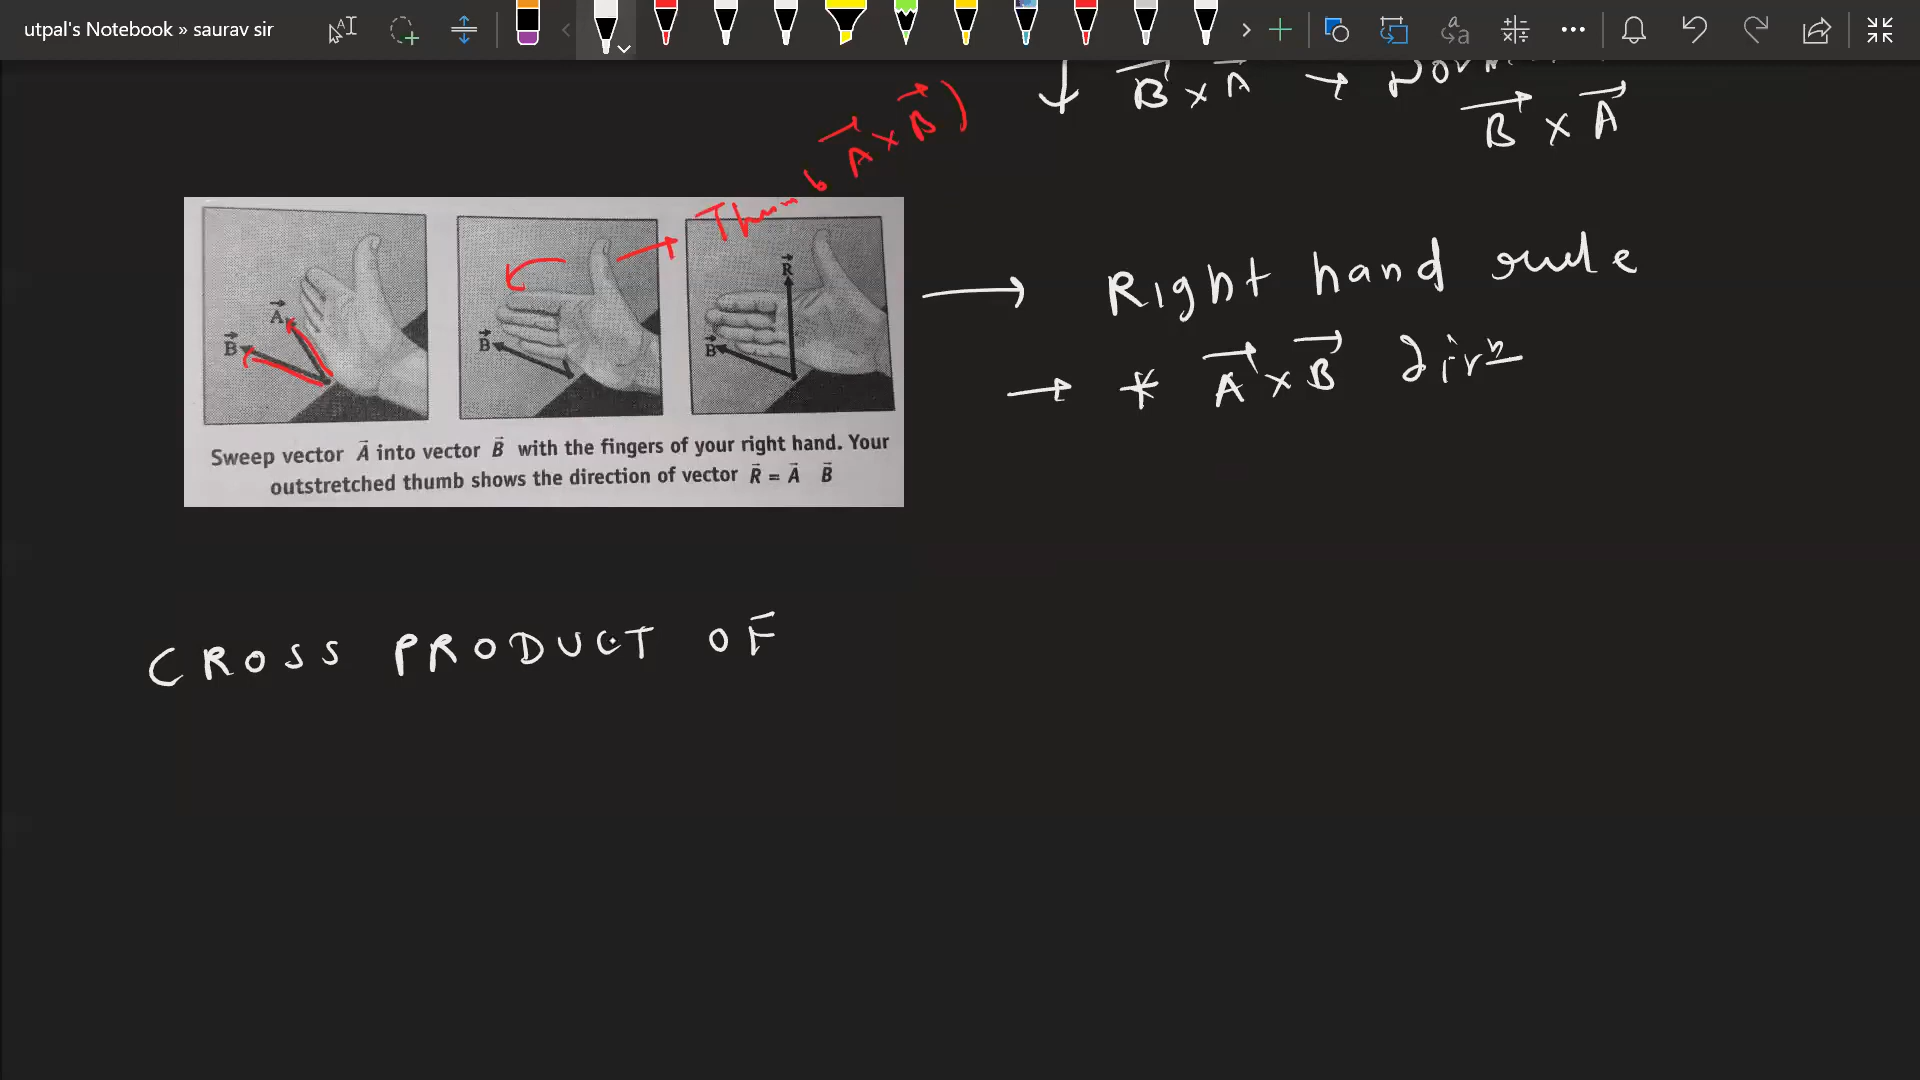 utpal's Notebook » saurav sir
B × A →
B × A
A × B)
Right hand rule
→ * A × B dirn
A
B
B
R
B
Sweep vector A into vector B with the fingers of your right hand. Your
outstretched thumb shows the direction of vector R = A B
CROSS PRODUCT OF